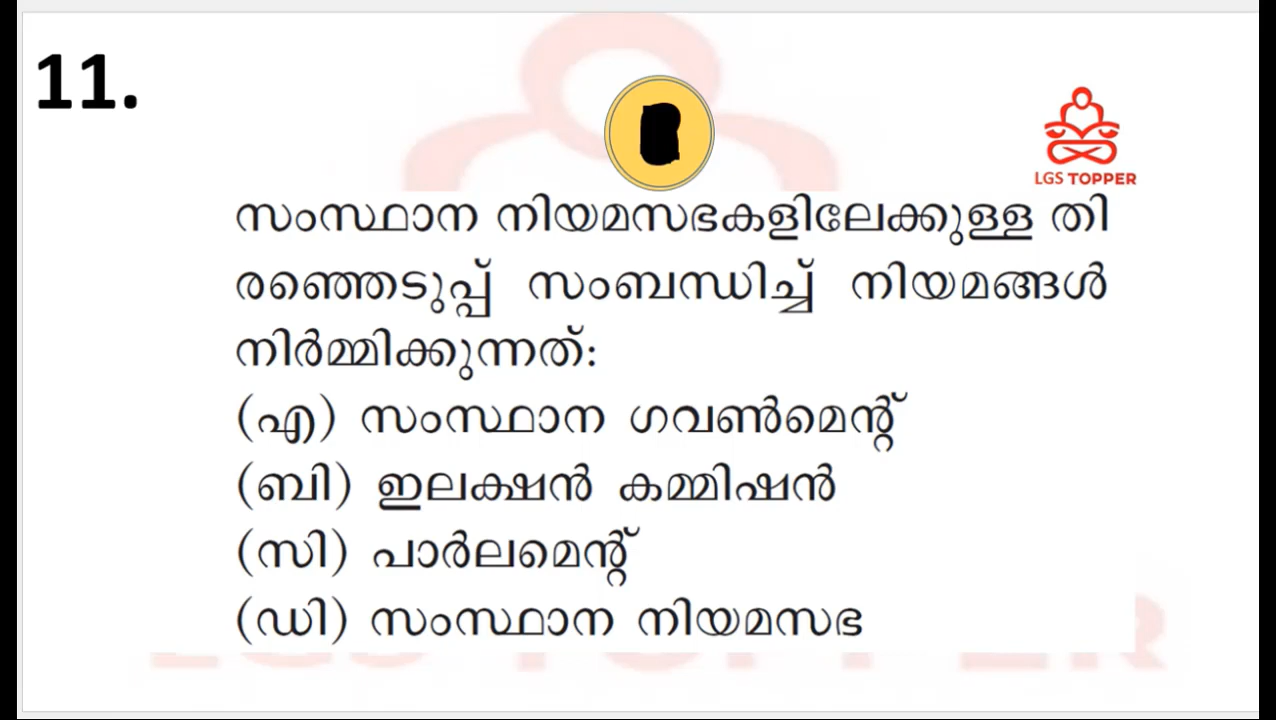 11.
LGS TOPPER
സംസ്ഥാന നിയമസഭകളിലേക്കുള്ള തി
രഞ്ഞെടുപ്പ് സംബന്ധിച്ച് നിയമങ്ങൾ
നിർമ്മിക്കുന്നത്:
(എ) സംസ്ഥാന ഗവൺമെന്റ്
(ബി) ഇലക്ഷൻ കമ്മിഷൻ
(സി) പാർലമെന്റ്
(ഡി) സംസ്ഥാന നിയമസഭ